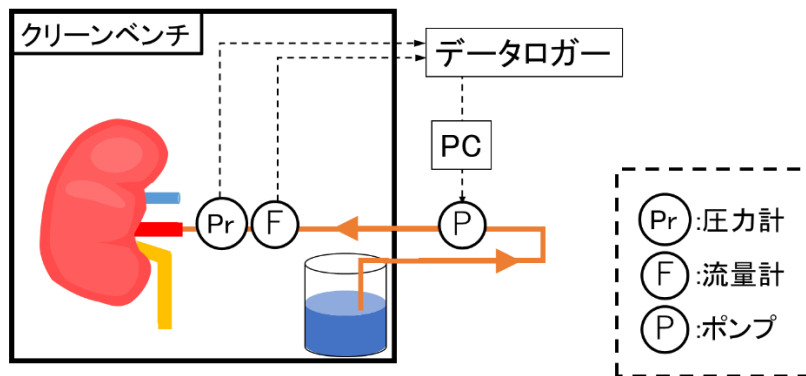 クリーンベンチ
データロガー
PC
Pr
F
P
Pr:圧力計
F:流量計
P:ポンプ